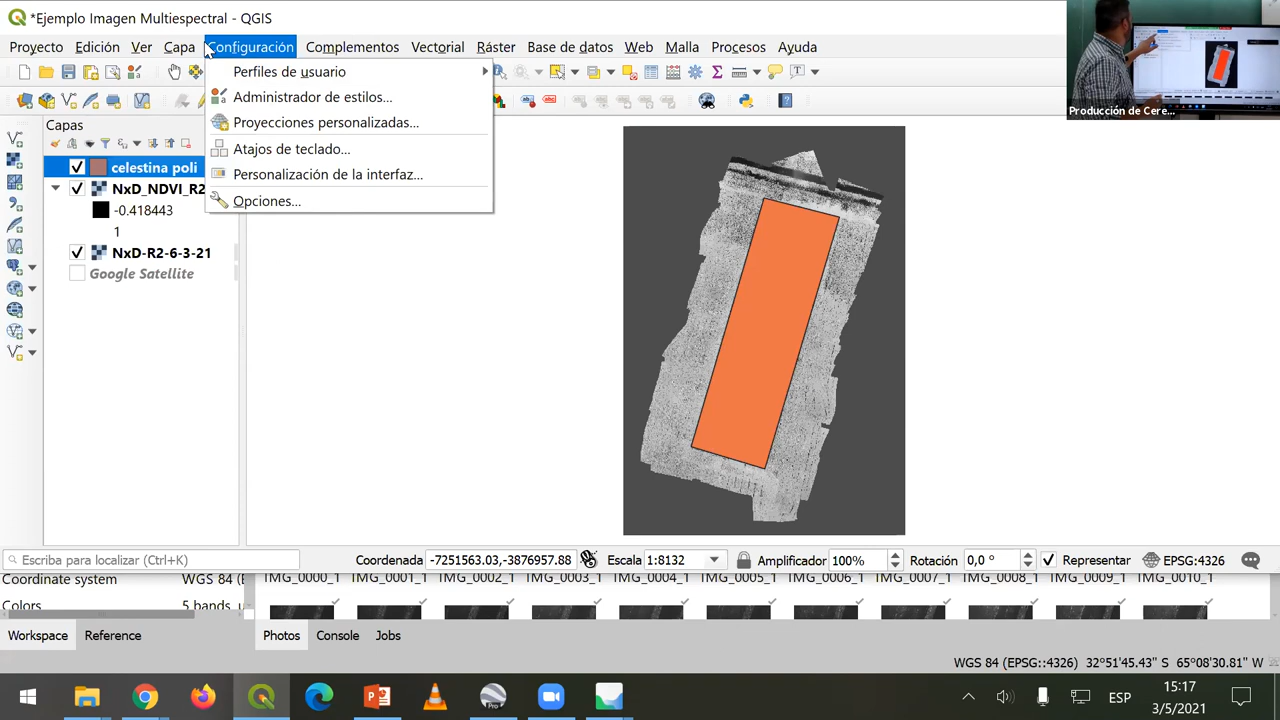 *Ejemplo Imagen Multiespectral - QGIS
Proyecto Edición Ver Capa Configuración Complementos Vectorial Ráster Base de datos Web Malla Procesos Ayuda
Perfiles de usuario
Administrador de estilos...
Proyecciones personalizadas...
Atajos de teclado...
Personalización de la interfaz...
Opciones...
Producción de Cere...
Capas
celestina poli
NxD_NDVI_R2
-0.418443
1
NxD-R2-6-3-21
Google Satellite
Escriba para localizar (Ctrl+K) Coordenada -7251563.03,-3876957.88 Escala 1:8132 Amplificador 100% Rotación 0,0 ° Representar EPSG:4326
Coordinate system WGS 84 (E IMG_0000_1 IMG_0001_1 IMG_0002_1 IMG_0003_1 IMG_0004_1 IMG_0005_1 IMG_0006_1 IMG_0007_1 IMG_0008_1 IMG_0009_1 IMG_0010_1
Colors 5 bands,
Workspace Reference Photos Console Jobs
WGS 84 (EPSG::4326) 32°51'45.43" S 65°08'30.81" W
ESP
15:17
3/5/2021